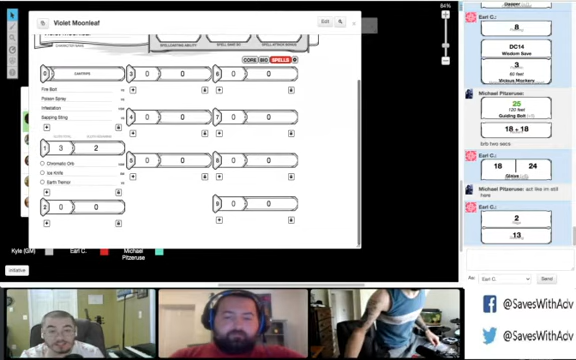 84%
Violet Moonleaf
Edit
CHARACTER NAME
SPELLCASTING ABILITY
SPELL SAVE DC
SPELL ATTACK BONUS
CORE BIO SPELLS
0 CANTRIPS
Fire Bolt
Poison Spray
Infestation
Sapping Sting
1 3 2
Chromatic Orb
Ice Knife
Earth Tremor
2 0 0
3 0 0
4 0 0
5 0 0
6 0 0
7 0 0
8 0 0
9 0 0
Kyle (GM)
Earl C.
Michael Pitzeruse
Initiative
Earl C.:
8
DC14
Wisdom Save
3
60 feet
Vicious Mockery
Michael Pitzeruse:
25
120 feet
Guiding Bolt
18 + 18
brb two secs
Earl C.:
18 24
Glaive
Michael Pitzeruse: act like im still here
Earl C.:
2
13
As: Earl C.
Send
@SavesWithAdv
@SavesWithAdv